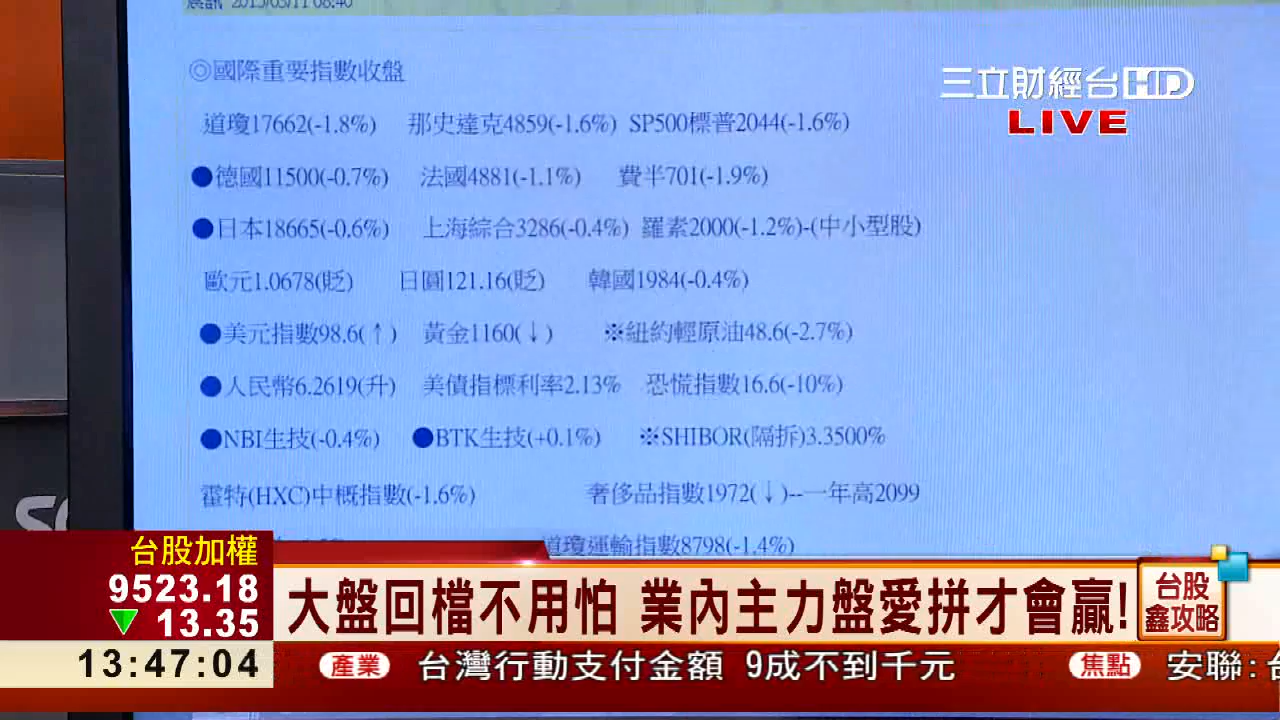 晨訊 2015/03/11 08:40
◎國際重要指數收盤
三立財經台HD
LIVE
道瓊17662(-1.8%) 那史達克4859(-1.6%) SP500標普2044(-1.6%)
●德國11500(-0.7%) 法國4881(-1.1%) 費半701(-1.9%)
●日本18665(-0.6%) 上海綜合3286(-0.4%) 羅素2000(-1.2%)-(中小型股)
歐元1.0678(貶) 日圓121.16(貶) 韓國1984(-0.4%)
●美元指數98.6(↑) 黃金1160(↓) ※紐約輕原油48.6(-2.7%)
●人民幣6.2619(升) 美債指標利率2.13% 恐慌指數16.6(-10%)
●NBI生技(-0.4%) ●BTK生技(+0.1%) ※SHIBOR(隔拆)3.3500%
霍特(HXC)中概指數(-1.6%) 奢侈品指數1972(↓)--一年高2099
道瓊運輸指數8798(-1.4%)
台股加權
9523.18
▼ 13.35
大盤回檔不用怕 業內主力盤愛拼才會贏!
台股
鑫攻略
13:47:04 產業 台灣行動支付金額 9成不到千元 焦點 安聯:台